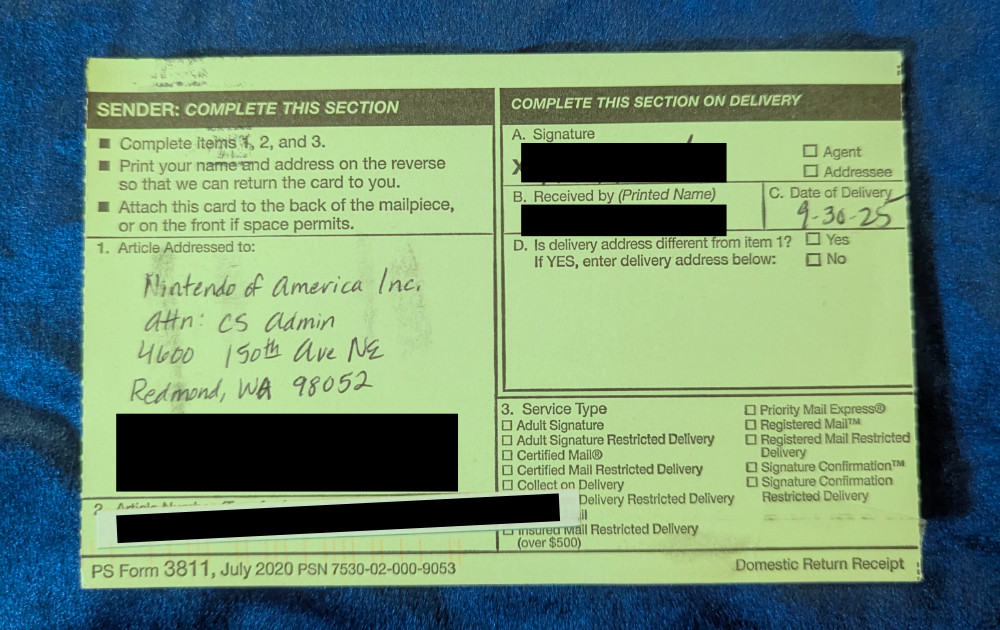 SENDER: COMPLETE THIS SECTION
■ Complete items 1, 2, and 3.
■ Print your name and address on the reverse
so that we can return the card to you.
■ Attach this card to the back of the mailpiece,
or on the front if space permits.
1. Article Addressed to:
Nintendo of America Inc.
Attn: CS Admin
4600 150th Ave NE
Redmond, WA 98052
2. Article Number
PS Form 3811, July 2020 PSN 7530-02-000-9053
COMPLETE THIS SECTION ON DELIVERY
A. Signature
X
☐ Agent
☐ Addressee
B. Received by (Printed Name)
C. Date of Delivery
9-30-25
D. Is delivery address different from item 1? ☐ Yes
If YES, enter delivery address below: ☐ No
3. Service Type
☐ Adult Signature
☐ Adult Signature Restricted Delivery
☐ Certified Mail®
☐ Certified Mail Restricted Delivery
☐ Collect on Delivery
Delivery Restricted Delivery
☐ Insured Mail Restricted Delivery
(over $500)
☐ Priority Mail Express®
☐ Registered Mail™
☐ Registered Mail Restricted
Delivery
☐ Signature Confirmation™
☐ Signature Confirmation
Restricted Delivery
Domestic Return Receipt